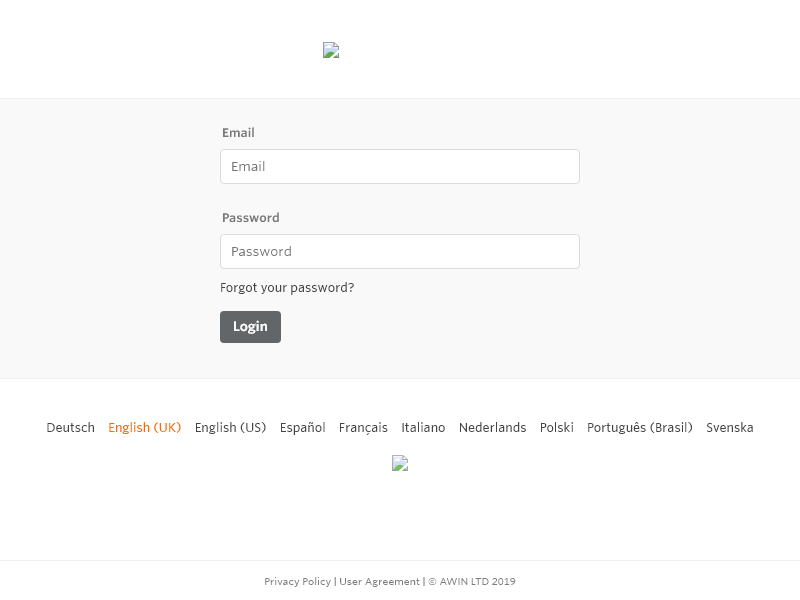 Email
Email
Password
Password
Forgot your password?
Login
Deutsch English (UK) English (US) Español Français Italiano Nederlands Polski Português (Brasil) Svenska
Privacy Policy | User Agreement | © AWIN LTD 2019